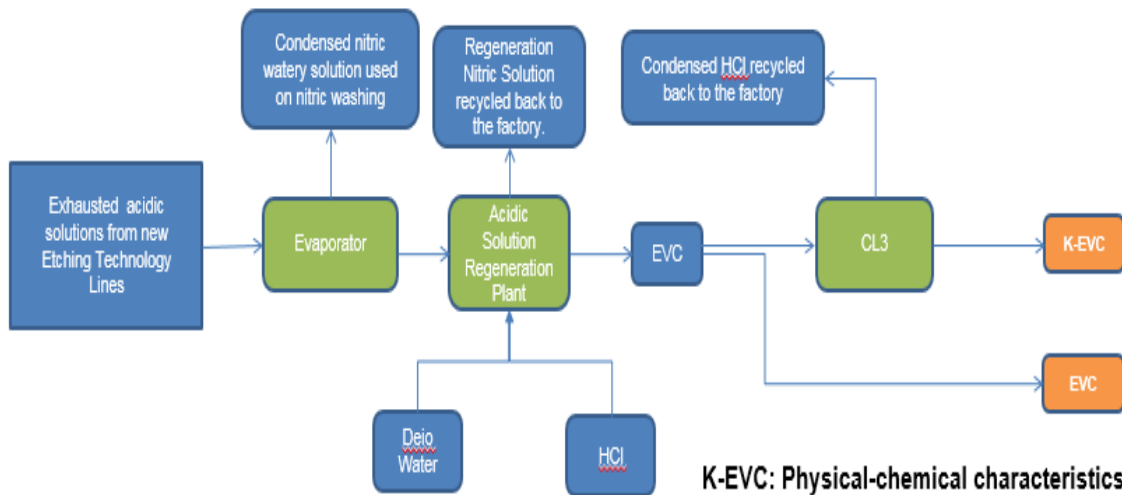 Condensed nitric
watery solution used
on nitric washing
Regeneration
Nitric Solution
recycled back to
the factory.
Condensed HCl recycled
back to the factory
Exhausted acidic
solutions from new
Etching Technology
Lines
Evaporator
Acidic
Solution
Regeneration
Plant
EVC
CL3
K-EVC
EVC
Deio
Water
HCl
K-EVC: Physical-chemical characteristics